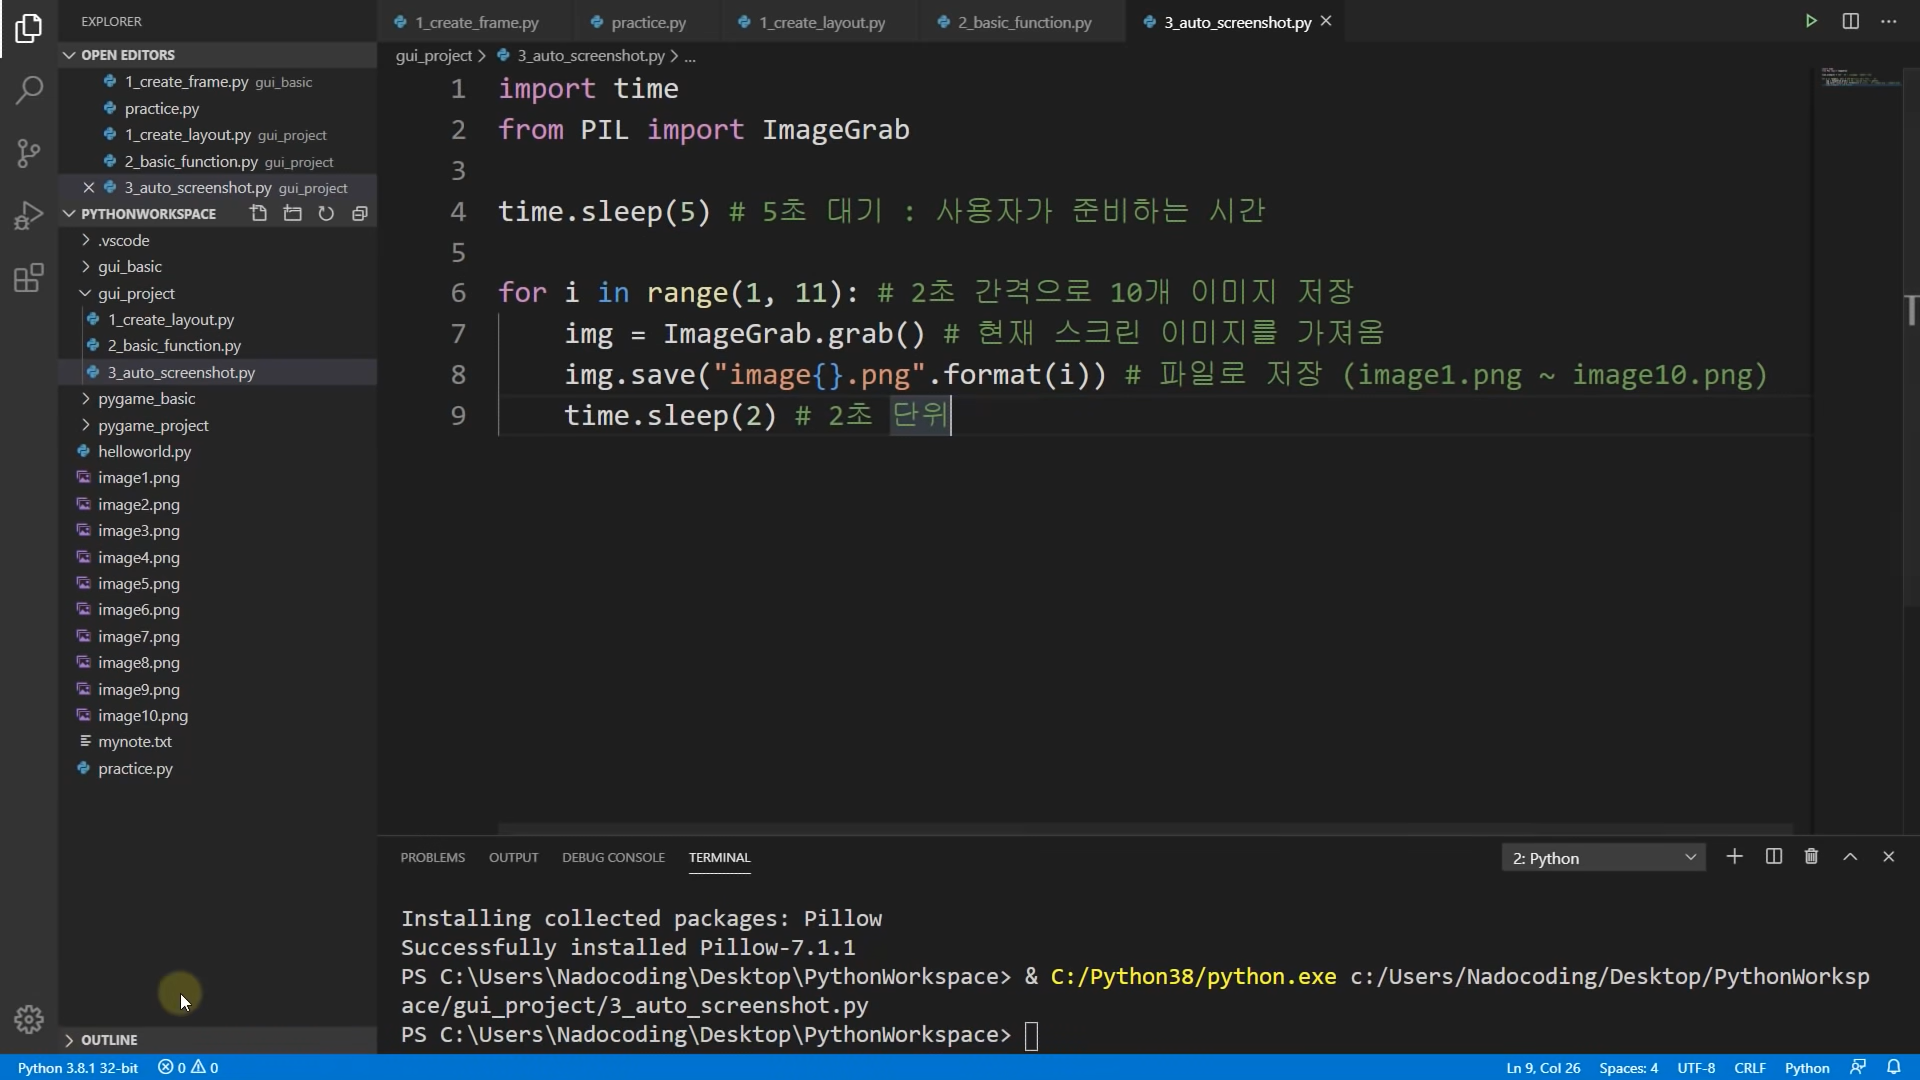 EXPLORER
OPEN EDITORS
1_create_frame.py gui_basic
practice.py
1_create_layout.py gui_project
2_basic_function.py gui_project
3_auto_screenshot.py gui_project
PYTHONWORKSPACE
.vscode
gui_basic
gui_project
1_create_layout.py
2_basic_function.py
3_auto_screenshot.py
pygame_basic
pygame_project
helloworld.py
image1.png
image2.png
image3.png
image4.png
image5.png
image6.png
image7.png
image8.png
image9.png
image10.png
mynote.txt
practice.py
OUTLINE
1_create_frame.py practice.py 1_create_layout.py 2_basic_function.py 3_auto_screenshot.py
gui_project > 3_auto_screenshot.py > ...
1 import time
2 from PIL import ImageGrab
3
4 time.sleep(5) # 5초 대기 : 사용자가 준비하는 시간
5
6 for i in range(1, 11): # 2초 간격으로 10개 이미지 저장
7 img = ImageGrab.grab() # 현재 스크린 이미지를 가져옴
8 img.save("image{}.png".format(i)) # 파일로 저장 (image1.png ~ image10.png)
9 time.sleep(2) # 2초 단위
PROBLEMS OUTPUT DEBUG CONSOLE TERMINAL 2: Python
Installing collected packages: Pillow
Successfully installed Pillow-7.1.1
PS C:\Users\Nadocoding\Desktop\PythonWorkspace> & C:/Python38/python.exe c:/Users/Nadocoding/Desktop/PythonWorksp
ace/gui_project/3_auto_screenshot.py
PS C:\Users\Nadocoding\Desktop\PythonWorkspace>
Python 3.8.1 32-bit 0 0 Ln 9, Col 26 Spaces: 4 UTF-8 CRLF Python